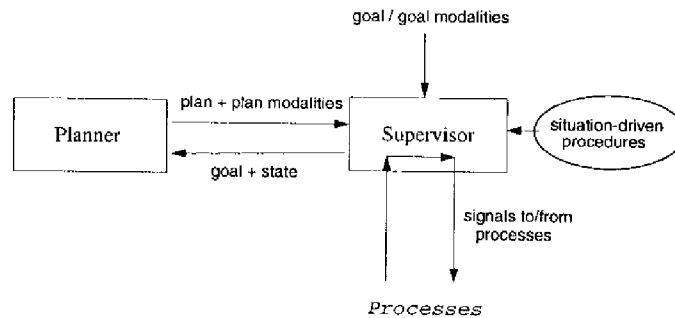 goal / goal modalities
plan + plan modalities
Planner
Supervisor
situation-driven
procedures
goal + state
signals to/from
processes
Processes